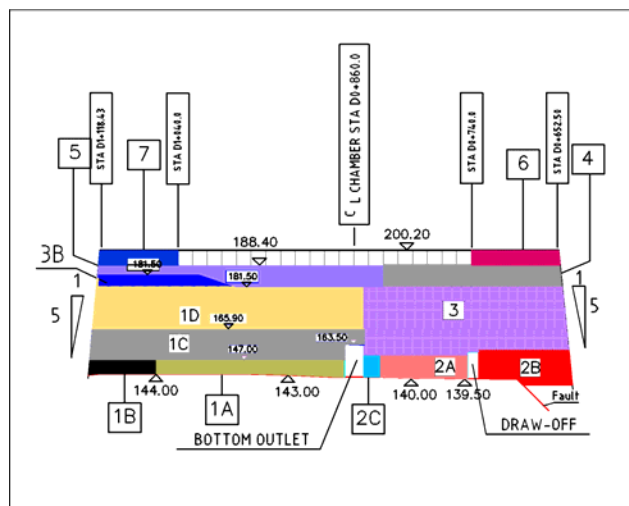 STA D1+118.43
STA D1+040.0
C L CHAMBER STA D0+860.0
STA D0+740.0
STA D0+652.50
5
7
6
4
3B
188.40
200.20
181.50
181.50
1
5
1
5
1D
165.90
3
1C
163.50
147.00
2A
2B
144.00
143.00
140.00
139.50
Fault
1B
1A
2C
BOTTOM OUTLET
DRAW-OFF